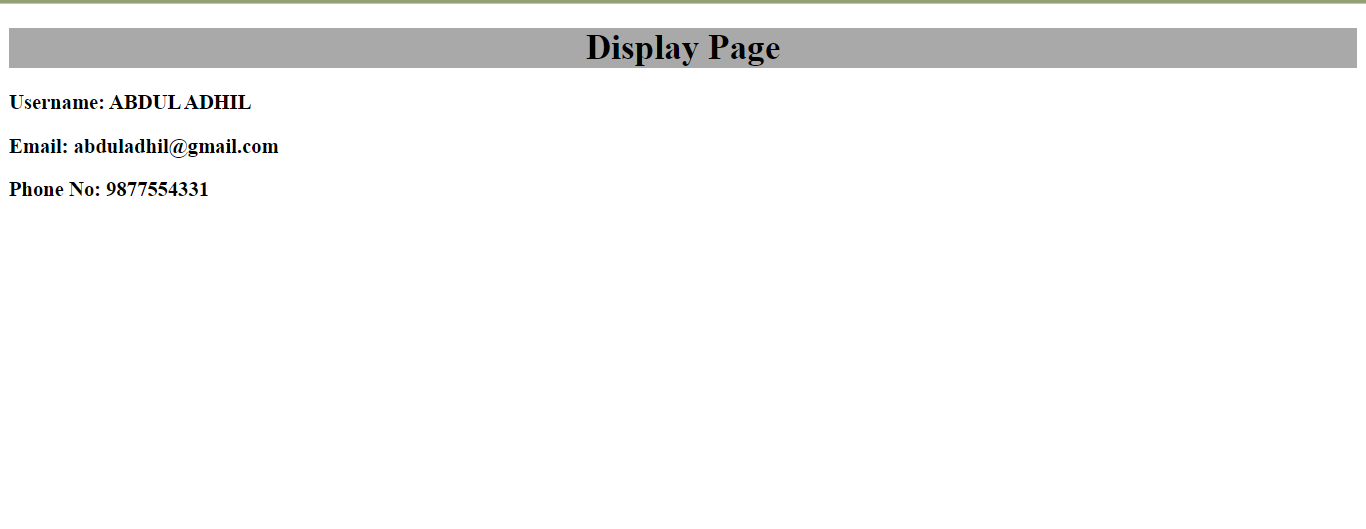 Display Page
Username: ABDUL ADHIL
Email: abduladhil@gmail.com
Phone No: 9877554331